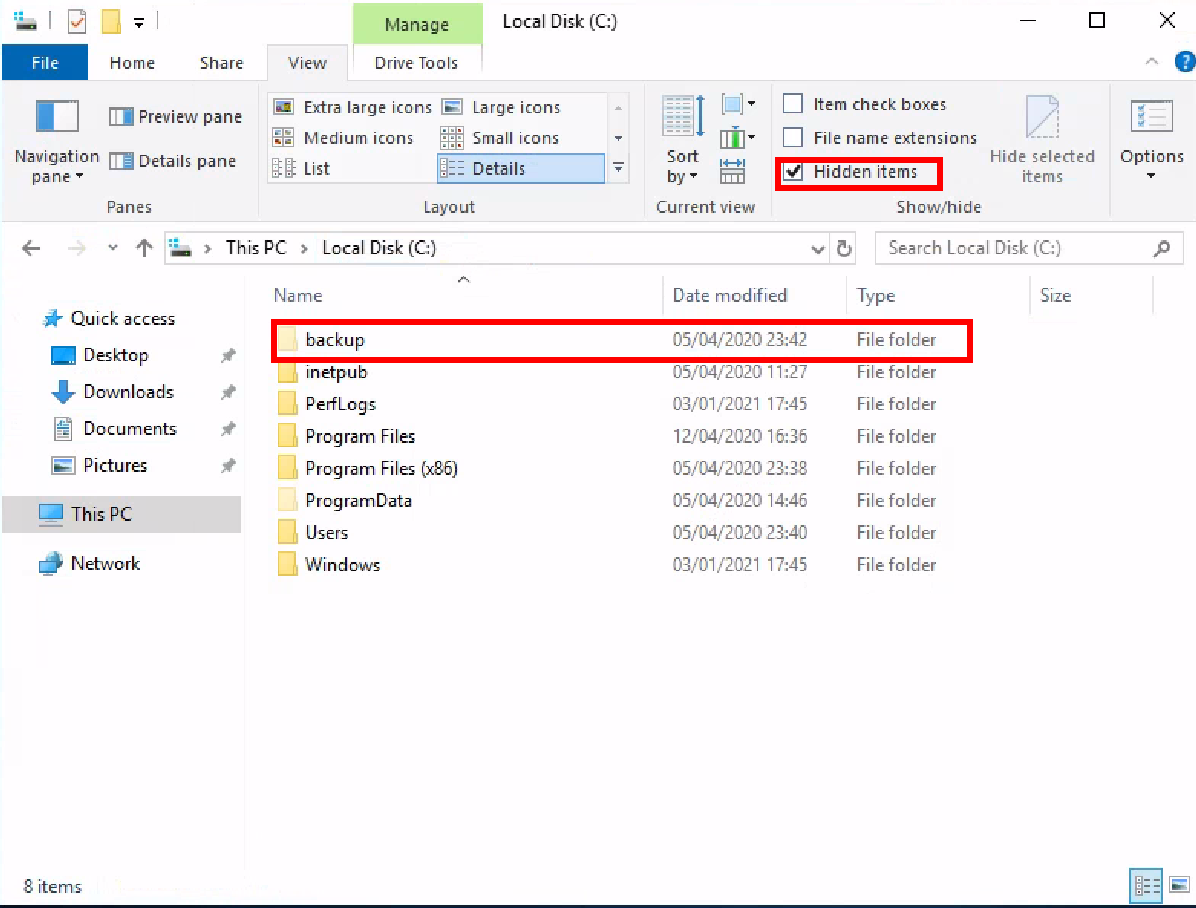 Manage
Local Disk (C:)
File
Home
Share
View
Drive Tools
Navigation pane
Preview pane
Details pane
Panes
Extra large icons
Large icons
Medium icons
Small icons
List
Details
Layout
Sort by
Current view
Item check boxes
File name extensions
Hidden items
Hide selected items
Show/hide
Options
This PC > Local Disk (C:)
Search Local Disk (C:)
Quick access
Desktop
Downloads
Documents
Pictures
This PC
Network
Name Date modified Type Size
backup 05/04/2020 23:42 File folder
inetpub 05/04/2020 11:27 File folder
PerfLogs 03/01/2021 17:45 File folder
Program Files 12/04/2020 16:36 File folder
Program Files (x86) 05/04/2020 23:38 File folder
ProgramData 05/04/2020 14:46 File folder
Users 05/04/2020 23:40 File folder
Windows 03/01/2021 17:45 File folder
8 items